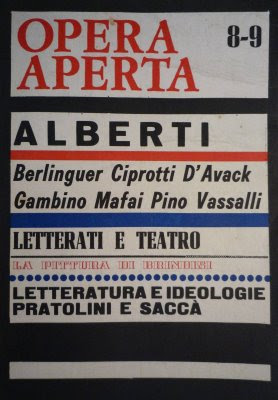 OPERA 8-9
APERTA
ALBERTI
Berlinguer Ciprotti D'Avack
Gambino Mafai Pino Vassalli
LETTERATI E TEATRO
LA PITTURA DI BRINDISI
LETTERATURA E IDEOLOGIE
PRATOLINI E SACCÀ